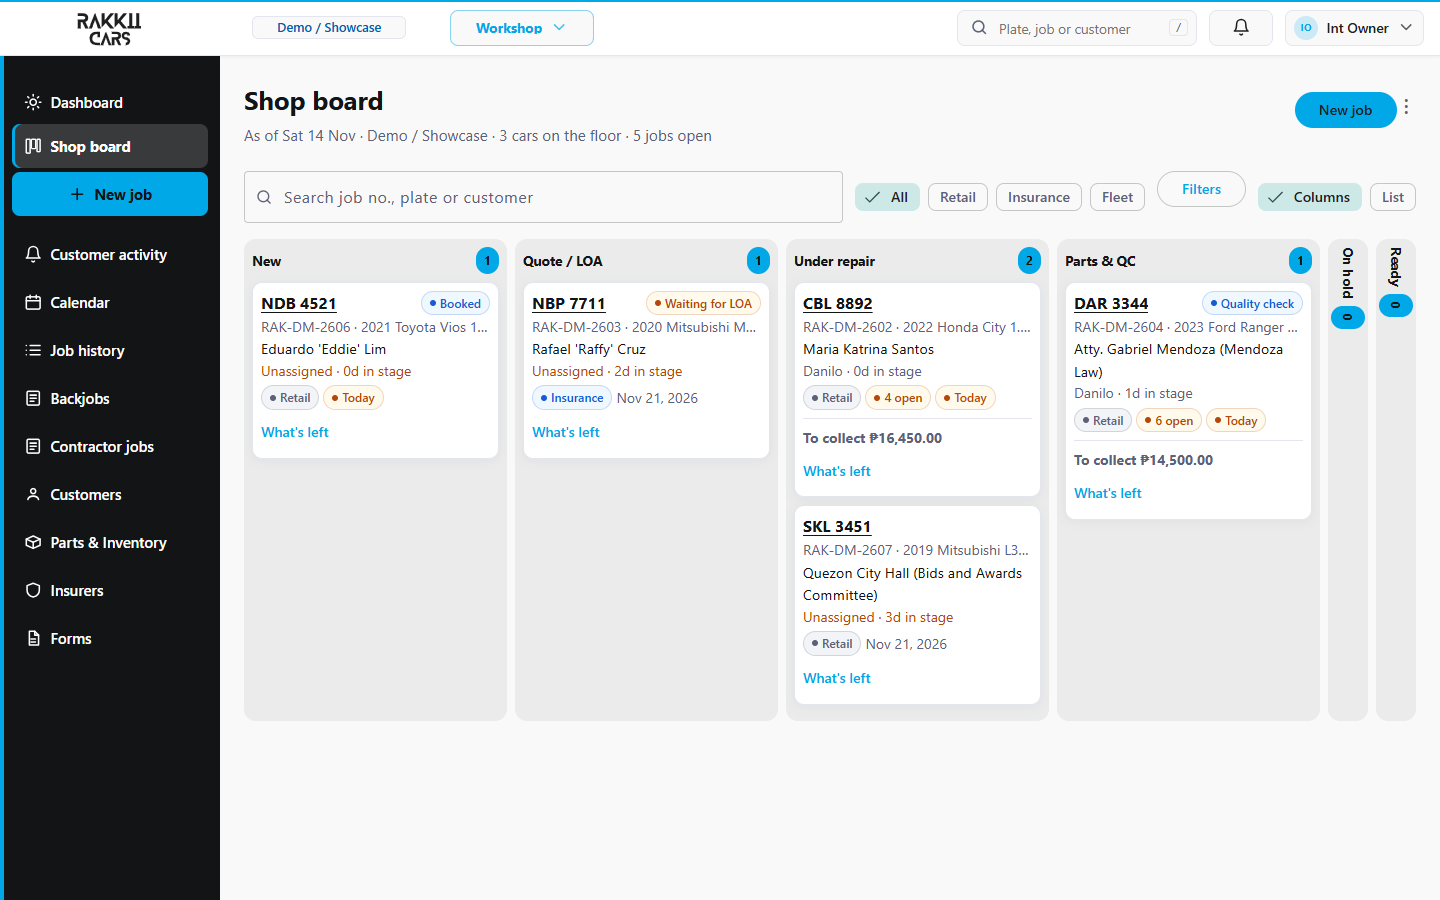 RAKKII
CARS
Demo / Showcase
Workshop
Plate, job or customer
/
IO
Int Owner
Dashboard
Shop board
+ New job
Customer activity
Calendar
Job history
Backjobs
Contractor jobs
Customers
Parts & Inventory
Insurers
Forms
Shop board
As of Sat 14 Nov · Demo / Showcase · 3 cars on the floor · 5 jobs open
New job
Search job no., plate or customer
All
Retail
Insurance
Fleet
Filters
Columns
List
New
1
NDB 4521
Booked
RAK-DM-2606 · 2021 Toyota Vios 1...
Eduardo 'Eddie' Lim
Unassigned · 0d in stage
Retail
Today
What's left
Quote / LOA
1
NBP 7711
Waiting for LOA
RAK-DM-2603 · 2020 Mitsubishi M...
Rafael 'Raffy' Cruz
Unassigned · 2d in stage
Insurance
Nov 21, 2026
What's left
Under repair
2
CBL 8892
RAK-DM-2602 · 2022 Honda City 1....
Maria Katrina Santos
Danilo · 0d in stage
Retail
4 open
Today
To collect ₱16,450.00
What's left
SKL 3451
RAK-DM-2607 · 2019 Mitsubishi L3...
Quezon City Hall (Bids and Awards
Committee)
Unassigned · 3d in stage
Retail
Nov 21, 2026
What's left
Parts & QC
1
DAR 3344
Quality check
RAK-DM-2604 · 2023 Ford Ranger ...
Atty. Gabriel Mendoza (Mendoza
Law)
Danilo · 1d in stage
Retail
6 open
Today
To collect ₱14,500.00
What's left
On hold
0
Ready
0